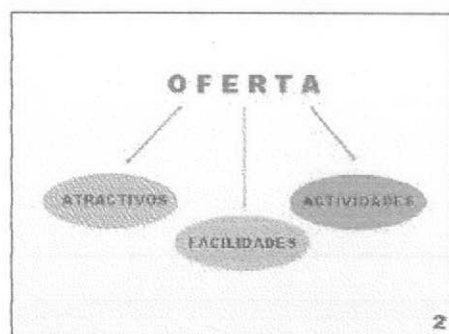 OFERTA
ATRACTIVOS
ACTIVIDADES
FACILIDADES
2